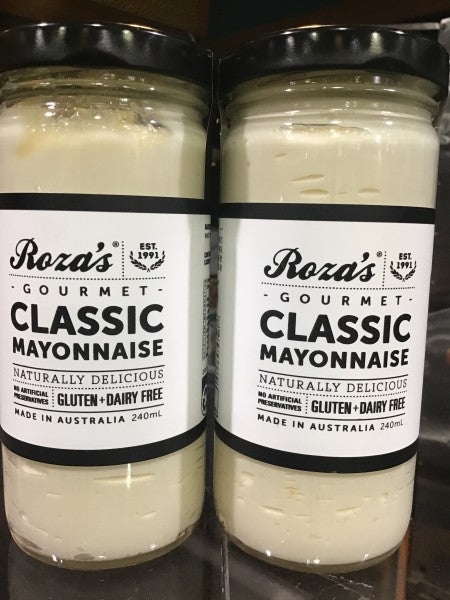 Roza's®
EST.
1991
- GOURMET -
CLASSIC
MAYONNAISE
NATURALLY DELICIOUS
NO ARTIFICIAL
PRESERVATIVES
GLUTEN + DAIRY FREE
MADE IN AUSTRALIA 240mL
Roza's®
EST.
1991
- GOURMET -
CLASSIC
MAYONNAISE
NATURALLY DELICIOUS
NO ARTIFICIAL
PRESERVATIVES
GLUTEN + DAIRY FREE
MADE IN AUSTRALIA 240mL